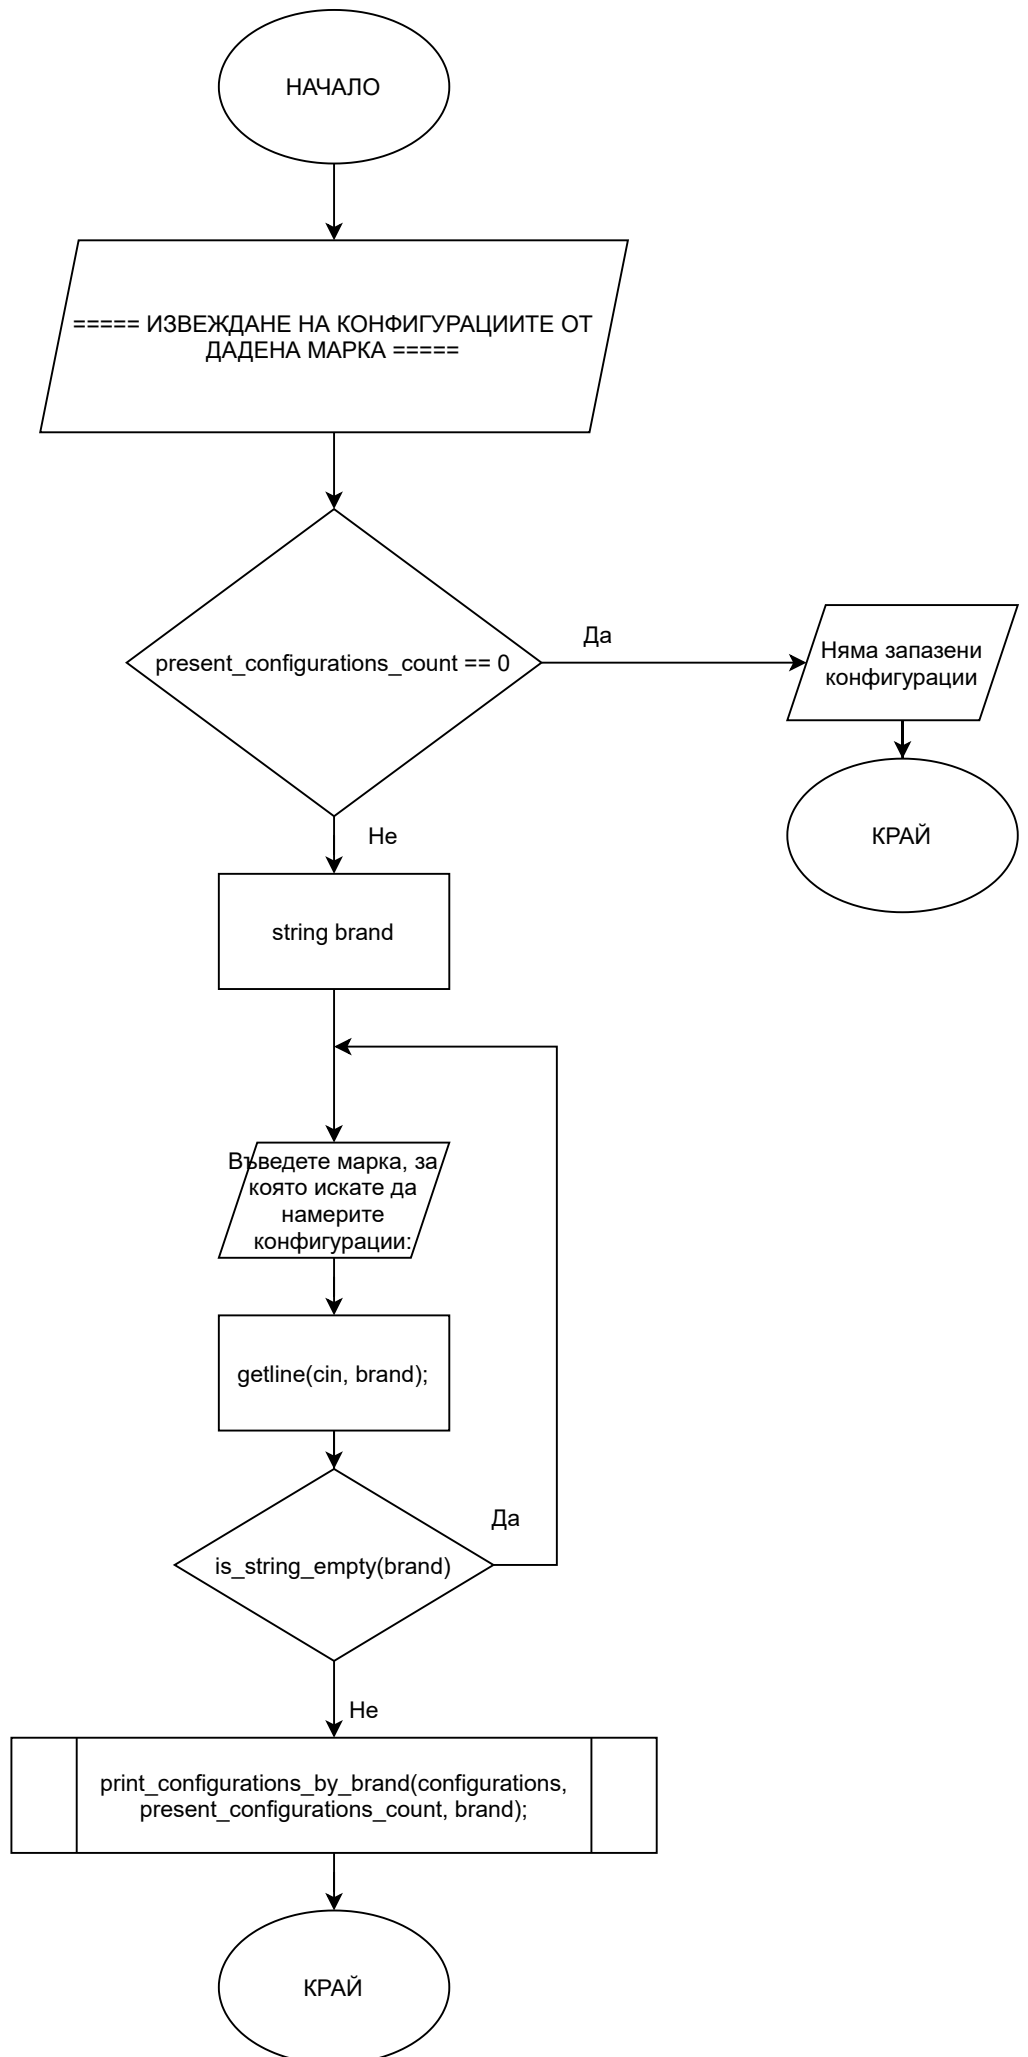 НАЧАЛО
===== ИЗВЕЖДАНЕ НА КОНФИГУРАЦИИТЕ ОТ
ДАДЕНА МАРКА =====
present_configurations_count == 0
Да
Няма запазени
конфигурации
КРАЙ
Не
string brand
Въведете марка, за
която искате да
намерите
конфигурации:
getline(cin, brand);
is_string_empty(brand)
Да
Не
print_configurations_by_brand(configurations,
present_configurations_count, brand);
КРАЙ